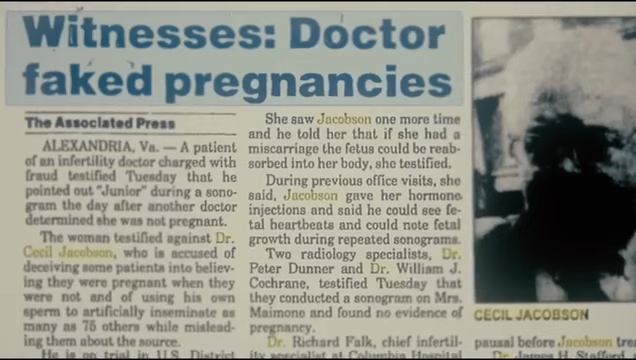 Witnesses: Doctor
faked pregnancies
The Associated Press
ALEXANDRIA, Va. — A patient
of an infertility doctor charged with
fraud testified Tuesday that he
pointed out "Junior" during a sono-
gram the day after another doctor
determined she was not pregnant.
The woman testified against Dr.
Cecil Jacobson, who is accused of
deceiving some patients into believ-
ing they were pregnant when they
were not and of using his own
sperm to artificially inseminate as
many as 75 others while mislead-
ing them about the source.
He is on trial in U.S. District
She saw Jacobson one more time
and he told her that if she had a
miscarriage the fetus could be reab-
sorbed into her body, she testified.
During previous office visits, she
said, Jacobson gave her hormone
injections and said he could see fe-
tal heartbeats and could note fetal
growth during repeated sonograms.
Two radiology specialists, Dr.
Peter Dunner and Dr. William J.
Cochrane, testified Tuesday that
they conducted a sonogram on Mrs.
Maimone and found no evidence of
pregnancy.
Dr. Richard Falk, chief infertil-
ity specialist at Columbia Hospital
CECIL JACOBSON
pausal before Jacobson
Dr. James H.